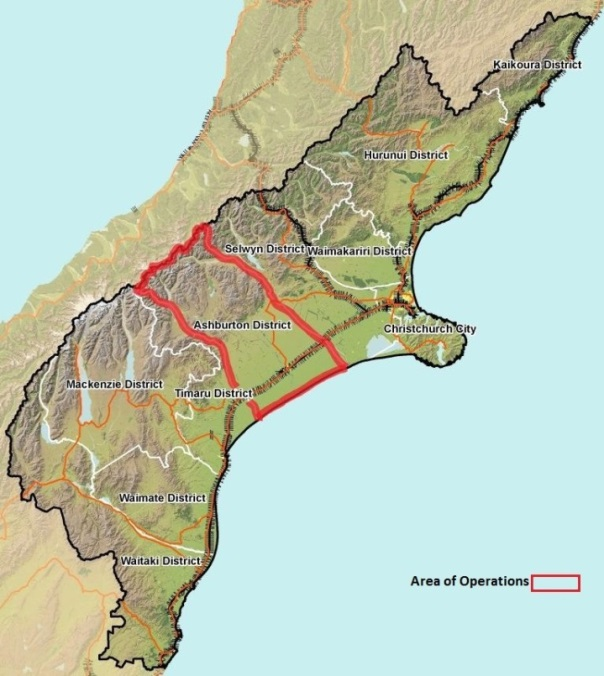 Kaikoura District
Hurunui District
Selwyn District
Waimakariri District
Ashburton District
Christchurch City
Mackenzie District
Timaru District
Waimate District
Waitaki District
Area of Operations